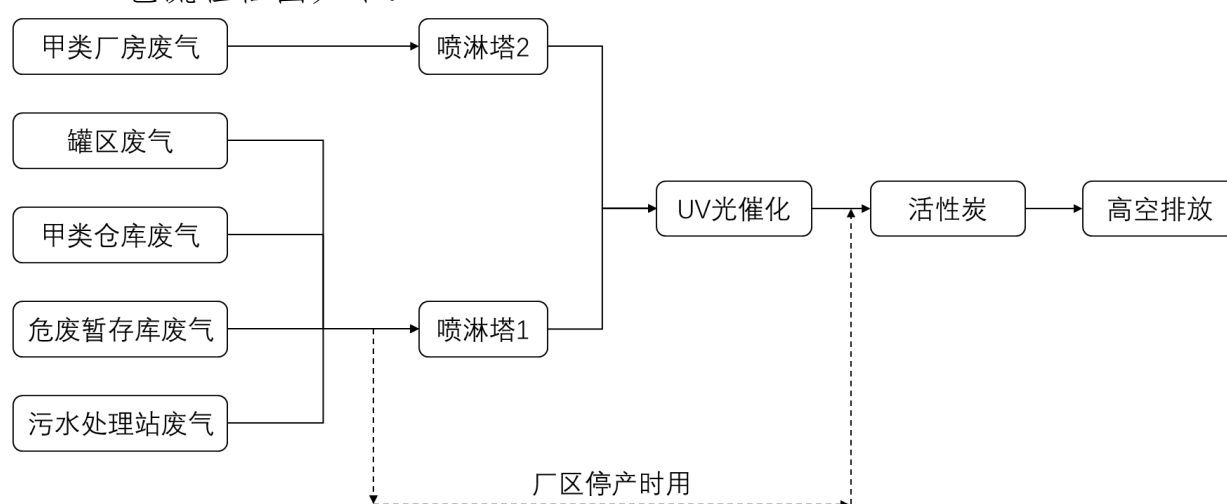 甲类厂房废气
喷淋塔2
罐区废气
甲类仓库废气
UV光催化
活性炭
高空排放
危废暂存库废气
喷淋塔1
污水处理站废气
厂区停产时用